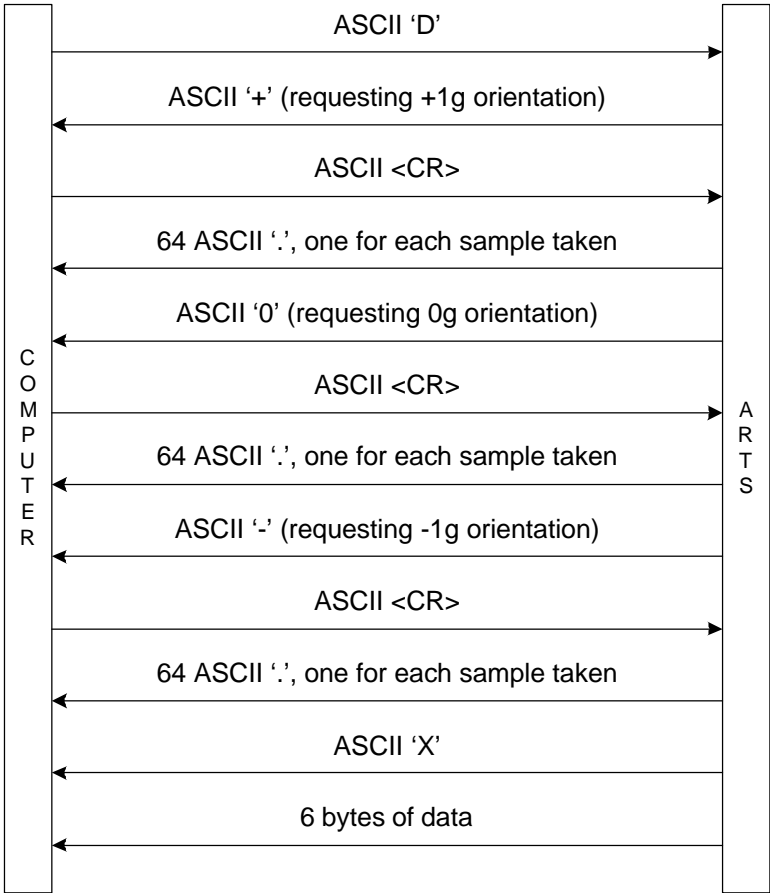 ASCII ‘D’
ASCII ‘+’ (requesting +1g orientation)
ASCII <CR>
64 ASCII ‘.’, one for each sample taken
ASCII ‘0’ (requesting 0g orientation)
COMPUTER
ASCII <CR>
ARTS
64 ASCII ‘.’, one for each sample taken
ASCII ‘-’ (requesting -1g orientation)
ASCII <CR>
64 ASCII ‘.’, one for each sample taken
ASCII ‘X’
6 bytes of data